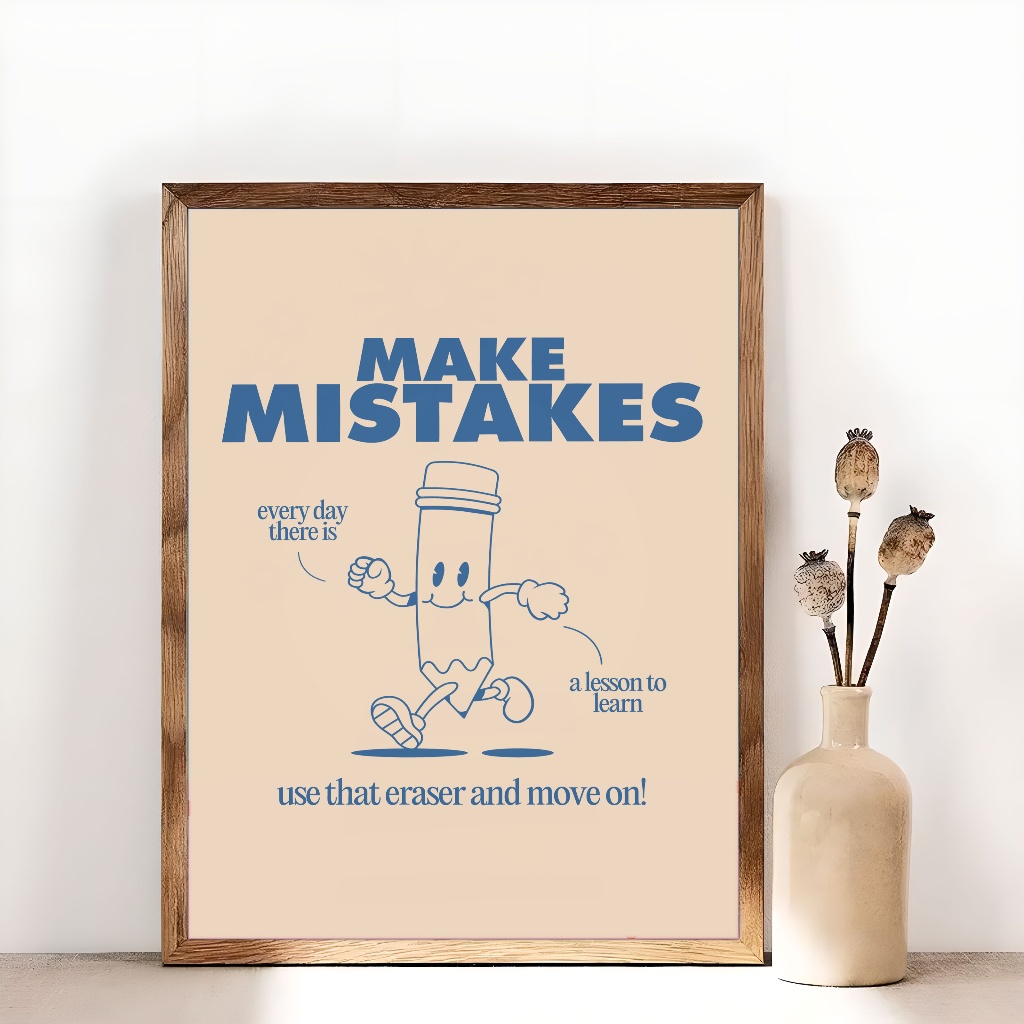 MAKE
MISTAKES
every day
there is
a lesson to
learn
use that eraser and move on!